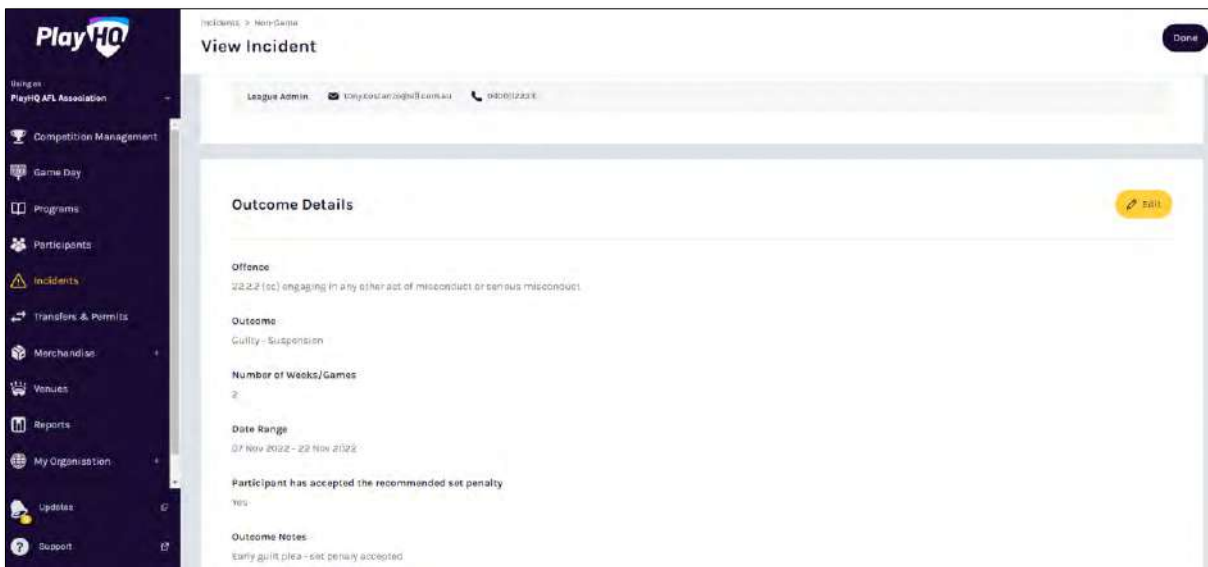 PlayHQ
Incidents > Non-Game
View Incident
Done
Using as
PlayHQ AFL Association
League Admin
Competition Management
Game Day
Programs
Participants
Incidents
Transfers & Permits
Merchandise +
Venues
Reports
My Organisation +
Updates
Support
Outcome Details
Edit
Offence
22.2.2 (cc) engaging in any other act of misconduct or serious misconduct
Outcome
Guilty - Suspension
Number of Weeks/Games
2
Date Range
07 Nov 2022 - 22 Nov 2022
Participant has accepted the recommended set penalty
Yes
Outcome Notes
Early guilt plea - set penalty accepted